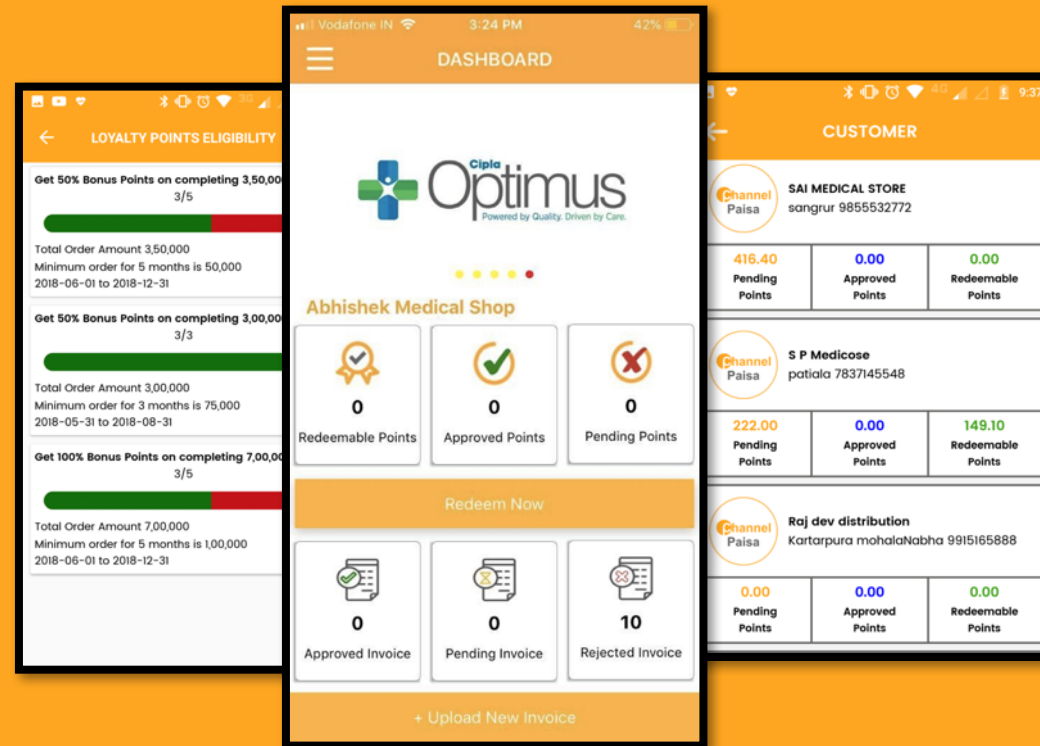 LOYALTY POINTS ELIGIBILITY
Get 50% Bonus Points on completing 3,50,00
3/5
Total Order Amount 3,50,000
Minimum order for 5 months is 50,000
2018-06-01 to 2018-12-31
Get 50% Bonus Points on completing 3,00,00
3/3
Total Order Amount 3,00,000
Minimum order for 3 months is 75,000
2018-05-31 to 2018-08-31
Get 100% Bonus Points on completing 7,00,00
3/5
Total Order Amount 7,00,000
Minimum order for 5 months is 1,00,000
2018-06-01 to 2018-12-31
Vodafone IN 3:24 PM 42%
DASHBOARD
Cipla
Optimus
Powered by Quality. Driven by Care.
Abhishek Medical Shop
0 0 0
Redeemable Points Approved Points Pending Points
Redeem Now
0 0 10
Approved Invoice Pending Invoice Rejected Invoice
+ Upload New Invoice
4G 9:37
CUSTOMER
Channel Paisa
SAI MEDICAL STORE
sangrur 9855532772
416.40 0.00 0.00
Pending Approved Redeemable
Points Points Points
Channel Paisa
S P Medicose
patiala 7837145548
222.00 0.00 149.10
Pending Approved Redeemable
Points Points Points
Channel Paisa
Raj dev distribution
Kartarpura mohalaNabha 9915165888
0.00 0.00 0.00
Pending Approved Redeemable
Points Points Points